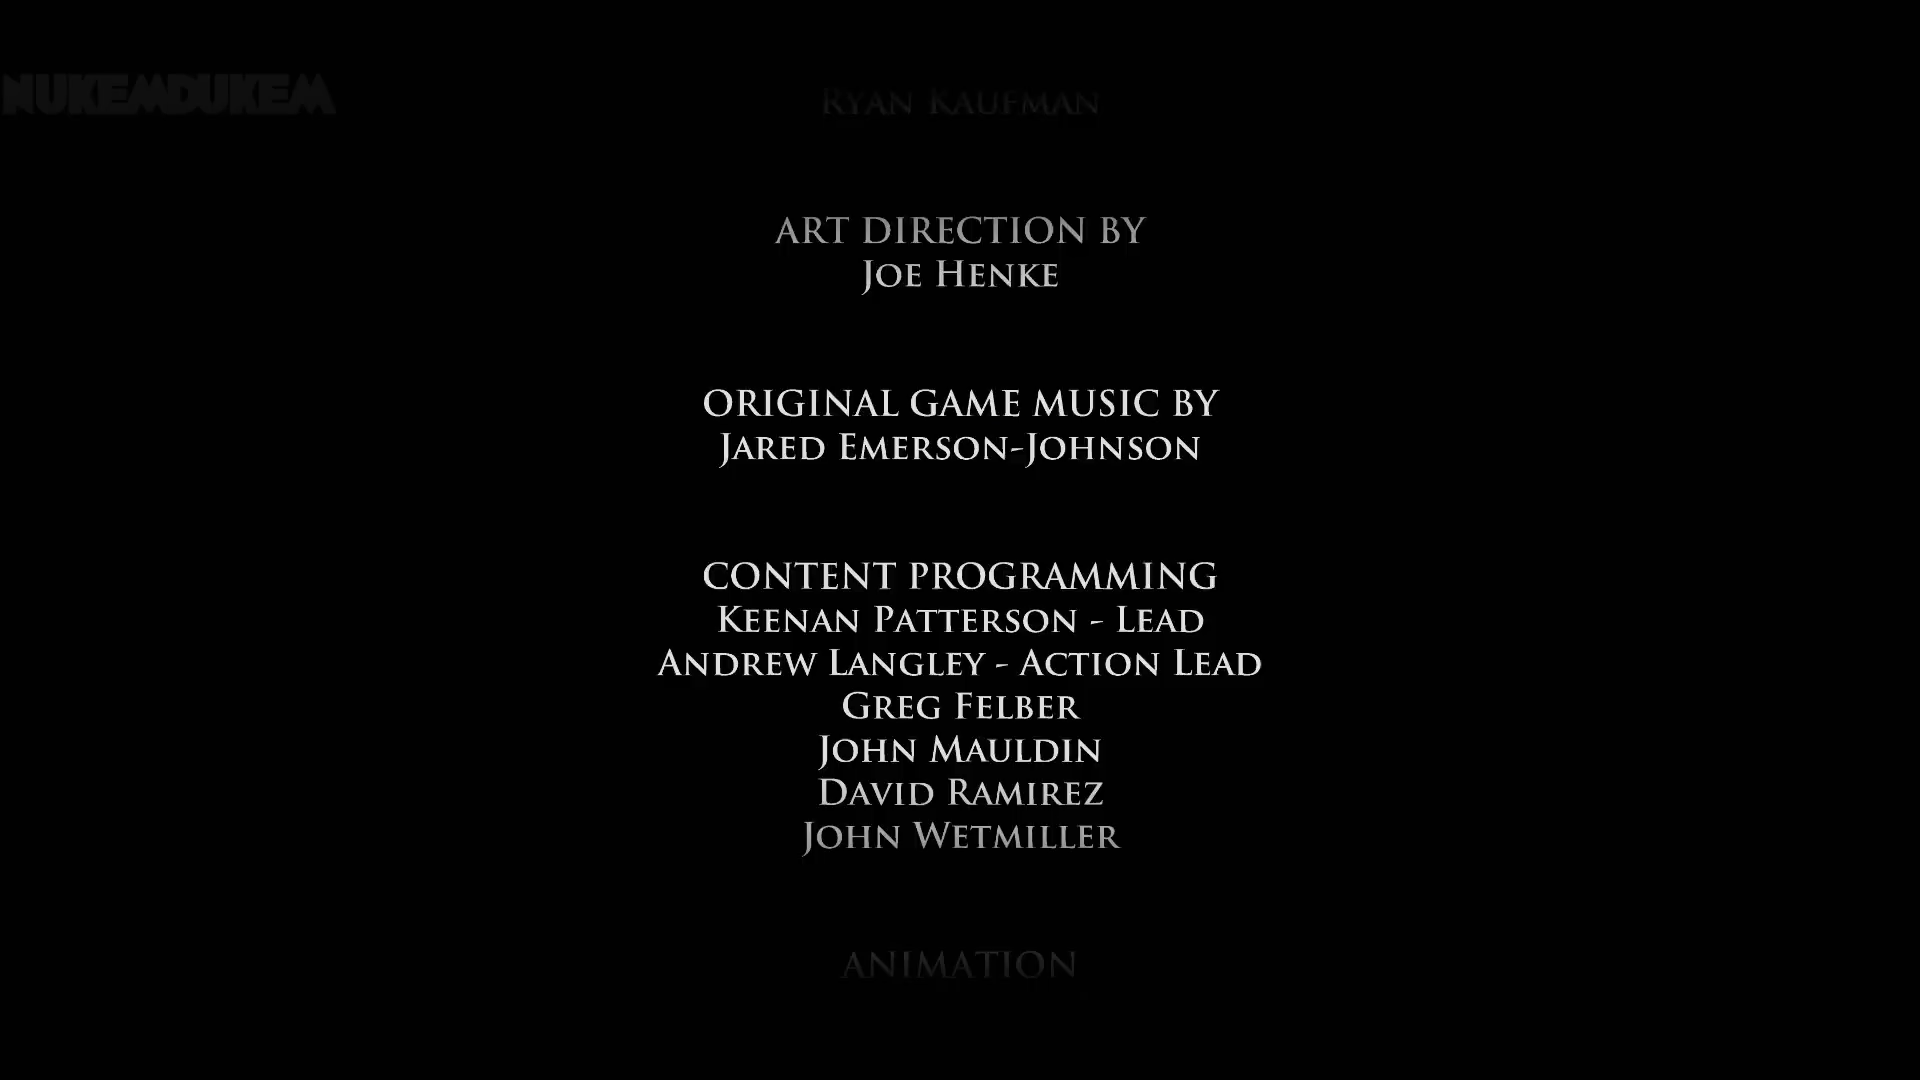 NUKEMDUKEM
Ryan Kaufman
ART DIRECTION BY
Joe Henke
ORIGINAL GAME MUSIC BY
Jared Emerson-Johnson
CONTENT PROGRAMMING
Keenan Patterson - Lead
Andrew Langley - Action Lead
Greg Felber
John Mauldin
David Ramirez
John Wetmiller
ANIMATION